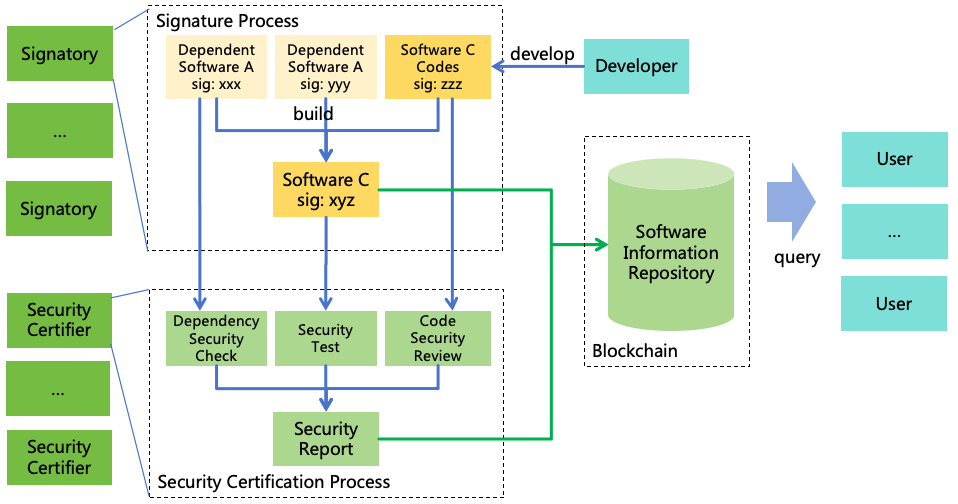 Signature Process
Signatory
...
Signatory
Dependent
Software A
sig: xxx
Dependent
Software A
sig: yyy
Software C
Codes
sig: zzz
develop
Developer
build
Software C
sig: xyz
Software
Information
Repository
Blockchain
query
User
...
User
Security
Certifier
...
Security
Certifier
Dependency
Security
Check
Security
Test
Code
Security
Review
Security
Report
Security Certification Process